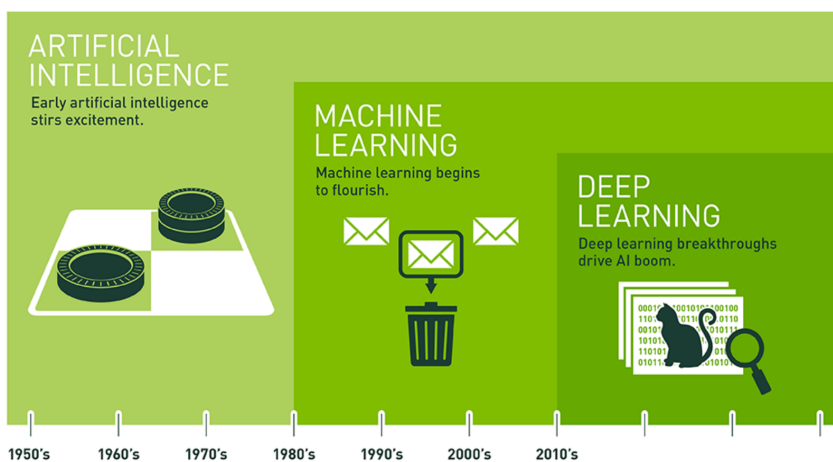 ARTIFICIAL
INTELLIGENCE
Early artificial intelligence
stirs excitement.
MACHINE
LEARNING
Machine learning begins
to flourish.
DEEP
LEARNING
Deep learning breakthroughs
drive AI boom.
1950's 1960's 1970's 1980's 1990's 2000's 2010's